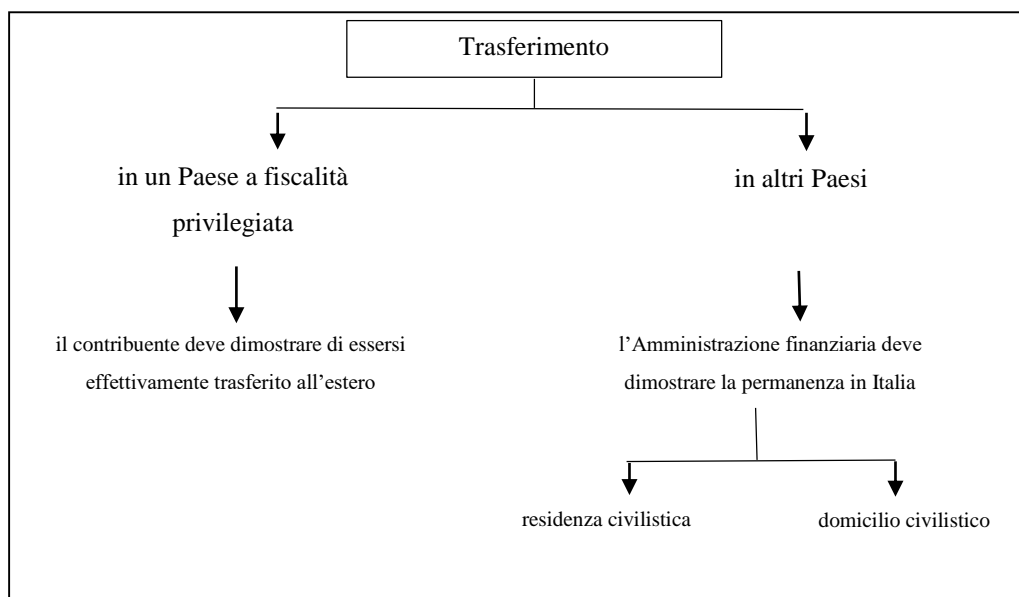 Trasferimento
in un Paese a fiscalità
privilegiata
in altri Paesi
il contribuente deve dimostrare di essersi
effettivamente trasferito all’estero
l’Amministrazione finanziaria deve
dimostrare la permanenza in Italia
residenza civilistica
domicilio civilistico